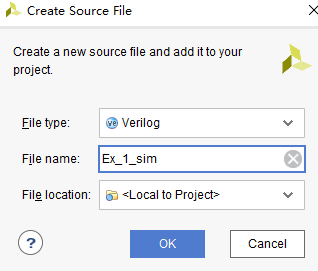 Create Source File
Create a new source file and add it to your
project.
File type: Verilog
File name: Ex_1_sim
File location: <Local to Project>
? OK Cancel